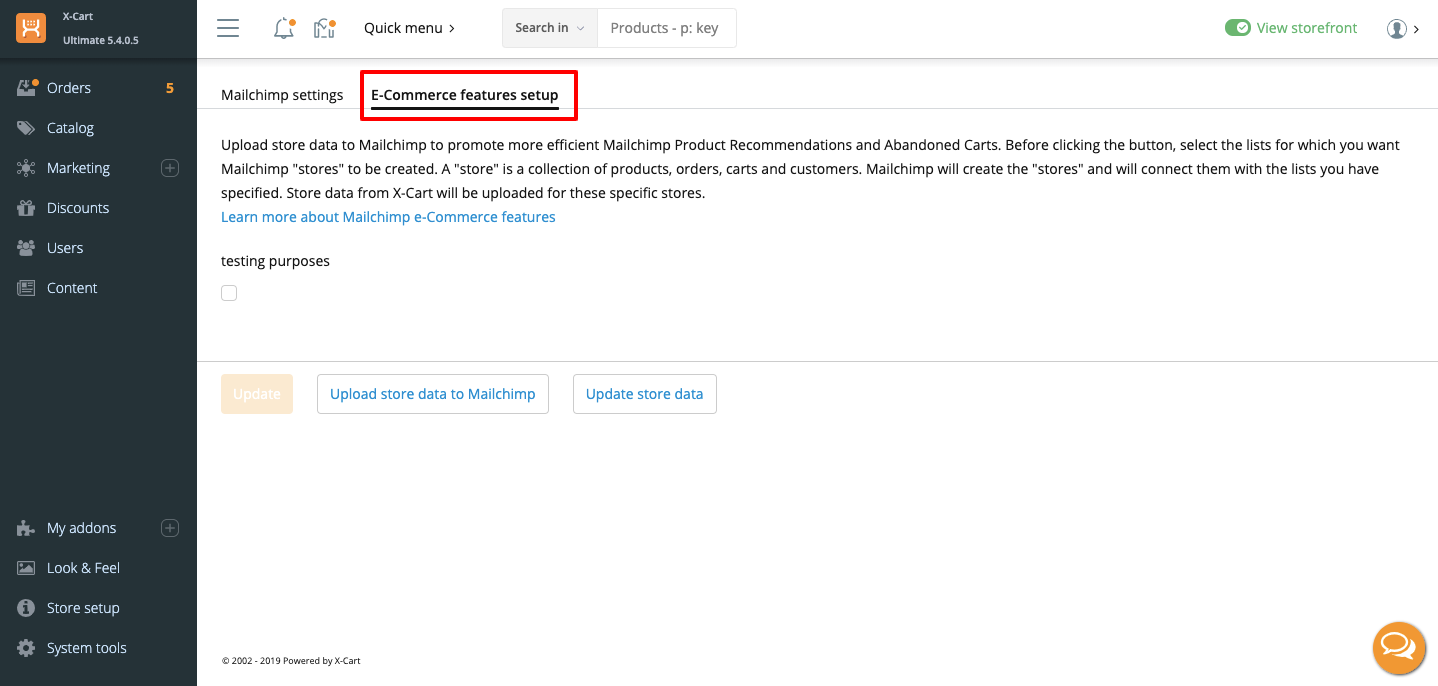 X-Cart
Ultimate 5.4.0.5
Quick menu
Search in
Products - p: key
View storefront
Orders
5
Catalog
Marketing
Discounts
Users
Content
My addons
Look & Feel
Store setup
System tools
Mailchimp settings
E-Commerce features setup
Upload store data to Mailchimp to promote more efficient Mailchimp Product Recommendations and Abandoned Carts. Before clicking the button, select the lists for which you want
Mailchimp "stores" to be created. A "store" is a collection of products, orders, carts and customers. Mailchimp will create the "stores" and will connect them with the lists you have
specified. Store data from X-Cart will be uploaded for these specific stores.
Learn more about Mailchimp e-Commerce features
testing purposes
Update
Upload store data to Mailchimp
Update store data
© 2002 - 2019 Powered by X-Cart